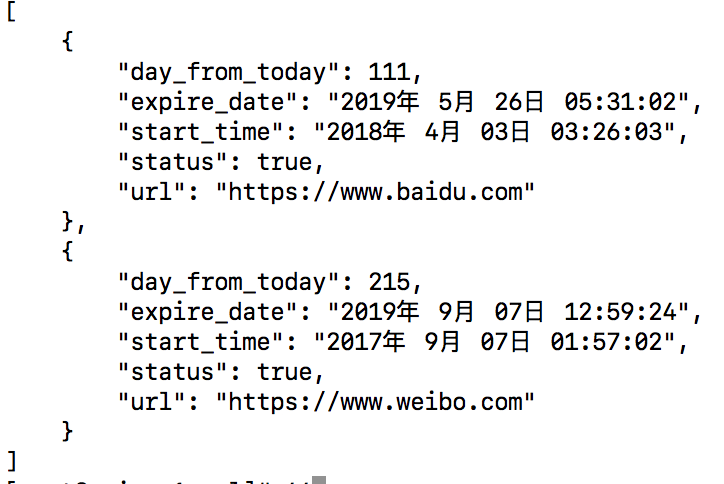 [
    {
        "day_from_today": 111,
        "expire_date": "2019年 5月 26日 05:31:02",
        "start_time": "2018年 4月 03日 03:26:03",
        "status": true,
        "url": "https://www.baidu.com"
    },
    {
        "day_from_today": 215,
        "expire_date": "2019年 9月 07日 12:59:24",
        "start_time": "2017年 9月 07日 01:57:02",
        "status": true,
        "url": "https://www.weibo.com"
    }
]